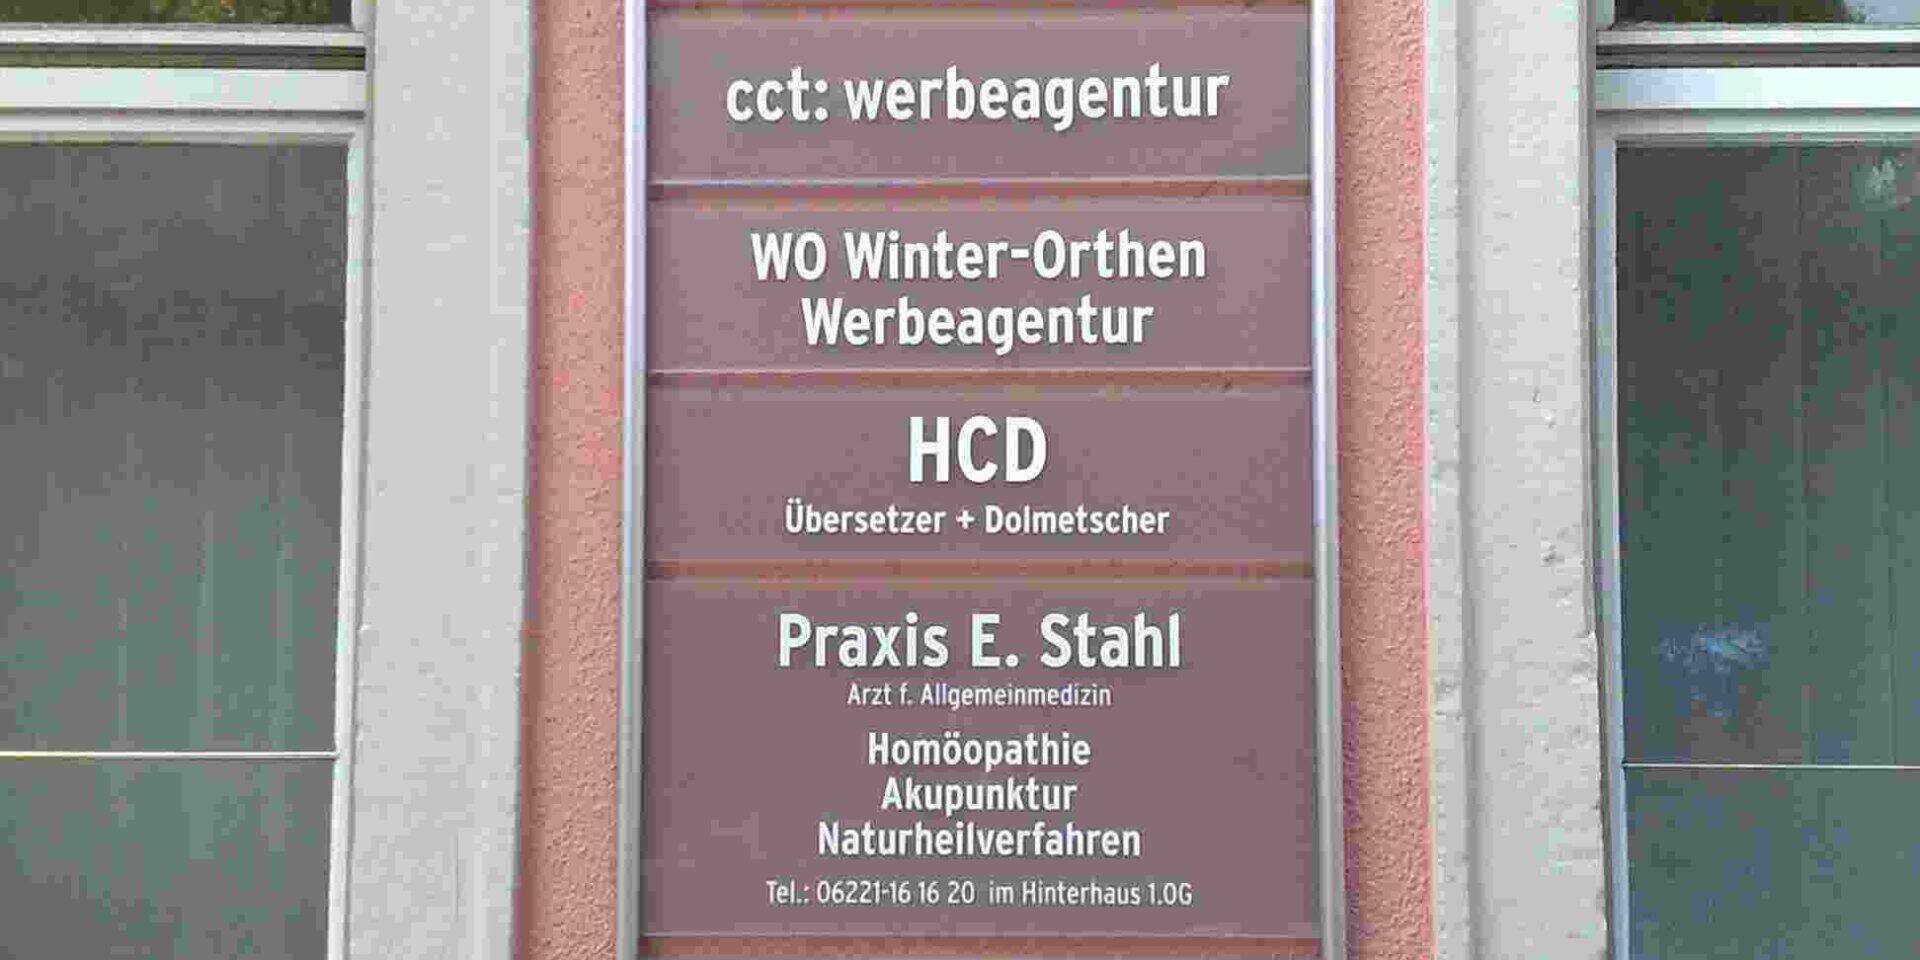 cct: werbeagentur
WO Winter-Orthen
Werbeagentur
HCD
Übersetzer + Dolmetscher
Praxis E. Stahl
Arzt f. Allgemeinmedizin
Homöopathie
Akupunktur
Naturheilverfahren
Tel.: 06221-16 16 20 im Hinterhaus 1.OG